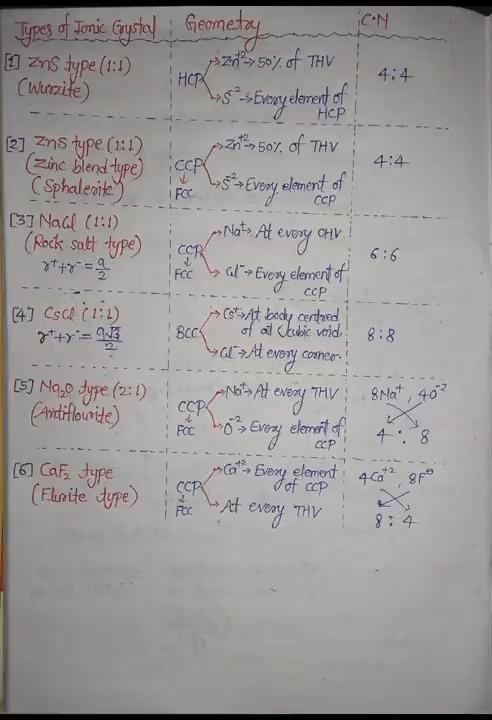 Types of Ionic Crystal Geometry C·N
[1] ZnS type (1:1)
(Wurzite)
HCP
→ Zn⁺²→ 50% of THV
→ S⁻² → Every element of
HCP
4:4
[2] ZnS type (1:1)
(Zinc blend type)
(Sphalerite)
CCP
↓
FCC
→ Zn⁺²→ 50% of THV
→ S⁻²→ Every element of
CCP
4:4
[3] NaCl (1:1)
(Rock salt type)
r⁺+r⁻ = a/2
CCP
↓
FCC
→ Na⁺→ At every OHV
→ Cl⁻→ Every element of
CCP
6:6
[4] CsCl (1:1)
r⁺+r⁻ = a√3/2
BCC
→ Cs⁺→ At body centred
of all Cubic void.
→ Cl⁻→ At every corner.
8:8
[5] Na₂O type (2:1)
(Antiflourite)
CCP
↓
FCC
→ Na⁺→ At every THV
→ O⁻²→ Every element of
CCP
8Na⁺, 4O⁻²
4 : 8
[6] CaF₂ type
(Flurite type)
CCP
↓
FCC
→ Ca⁺²→ Every element
of CCP
→ At every THV
4Ca⁺², 8F⁻
8 : 4